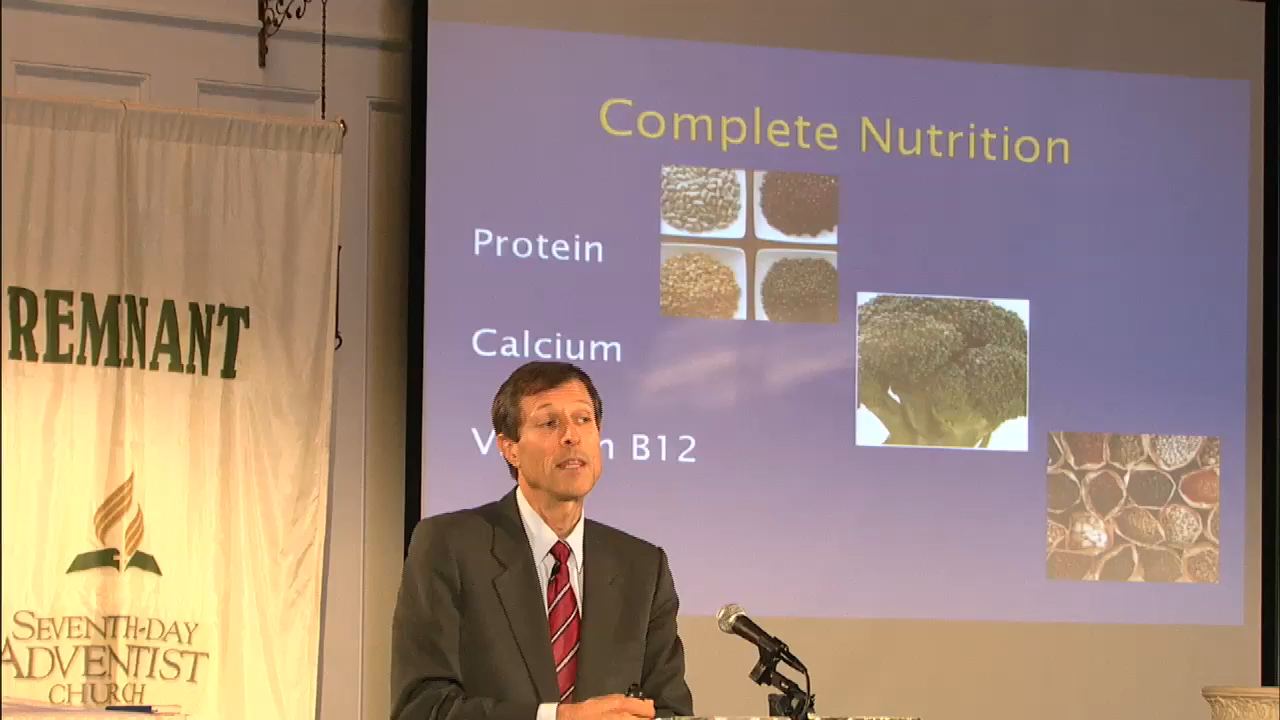 Complete Nutrition
Protein
Calcium
B12
REMNANT
SEVENTH-DAY
ADVENTIST
CHURCH